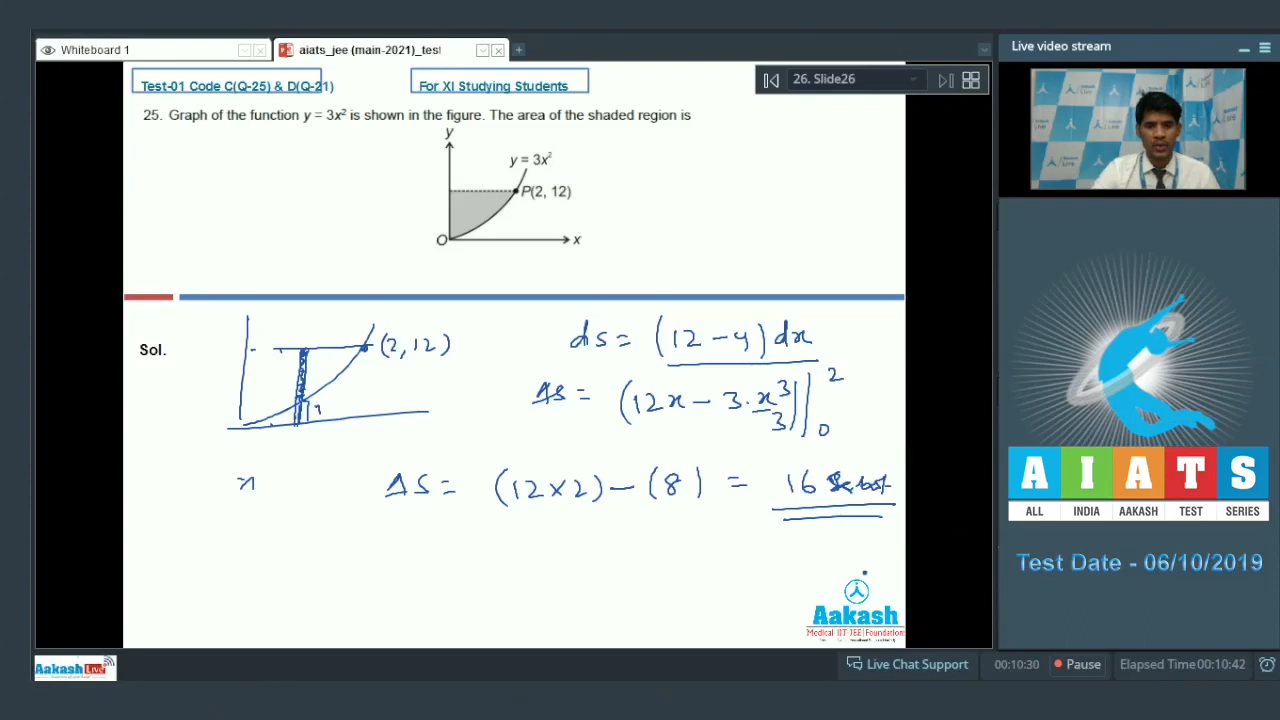 Whiteboard 1
aiats_jee (main-2021)_test
Live video stream
Test-01 Code C(Q-25) & D(Q-21)
For XI Studying Students
26. Slide26
25. Graph of the function y = 3x² is shown in the figure. The area of the shaded region is
y
y = 3x²
P(2, 12)
O
x
Sol.
(2, 12)
ds = (12 - y) dx
ΔS = (12x - 3·x³/3)|₀²
x
ΔS = (12×2) - (8) = 16
AIATS
ALL INDIA AAKASH TEST SERIES
Test Date - 06/10/2019
Aakash
Medical IIT-JEE Foundations
Aakash Live
Live Chat Support
00:10:30
Pause
Elapsed Time 00:10:42